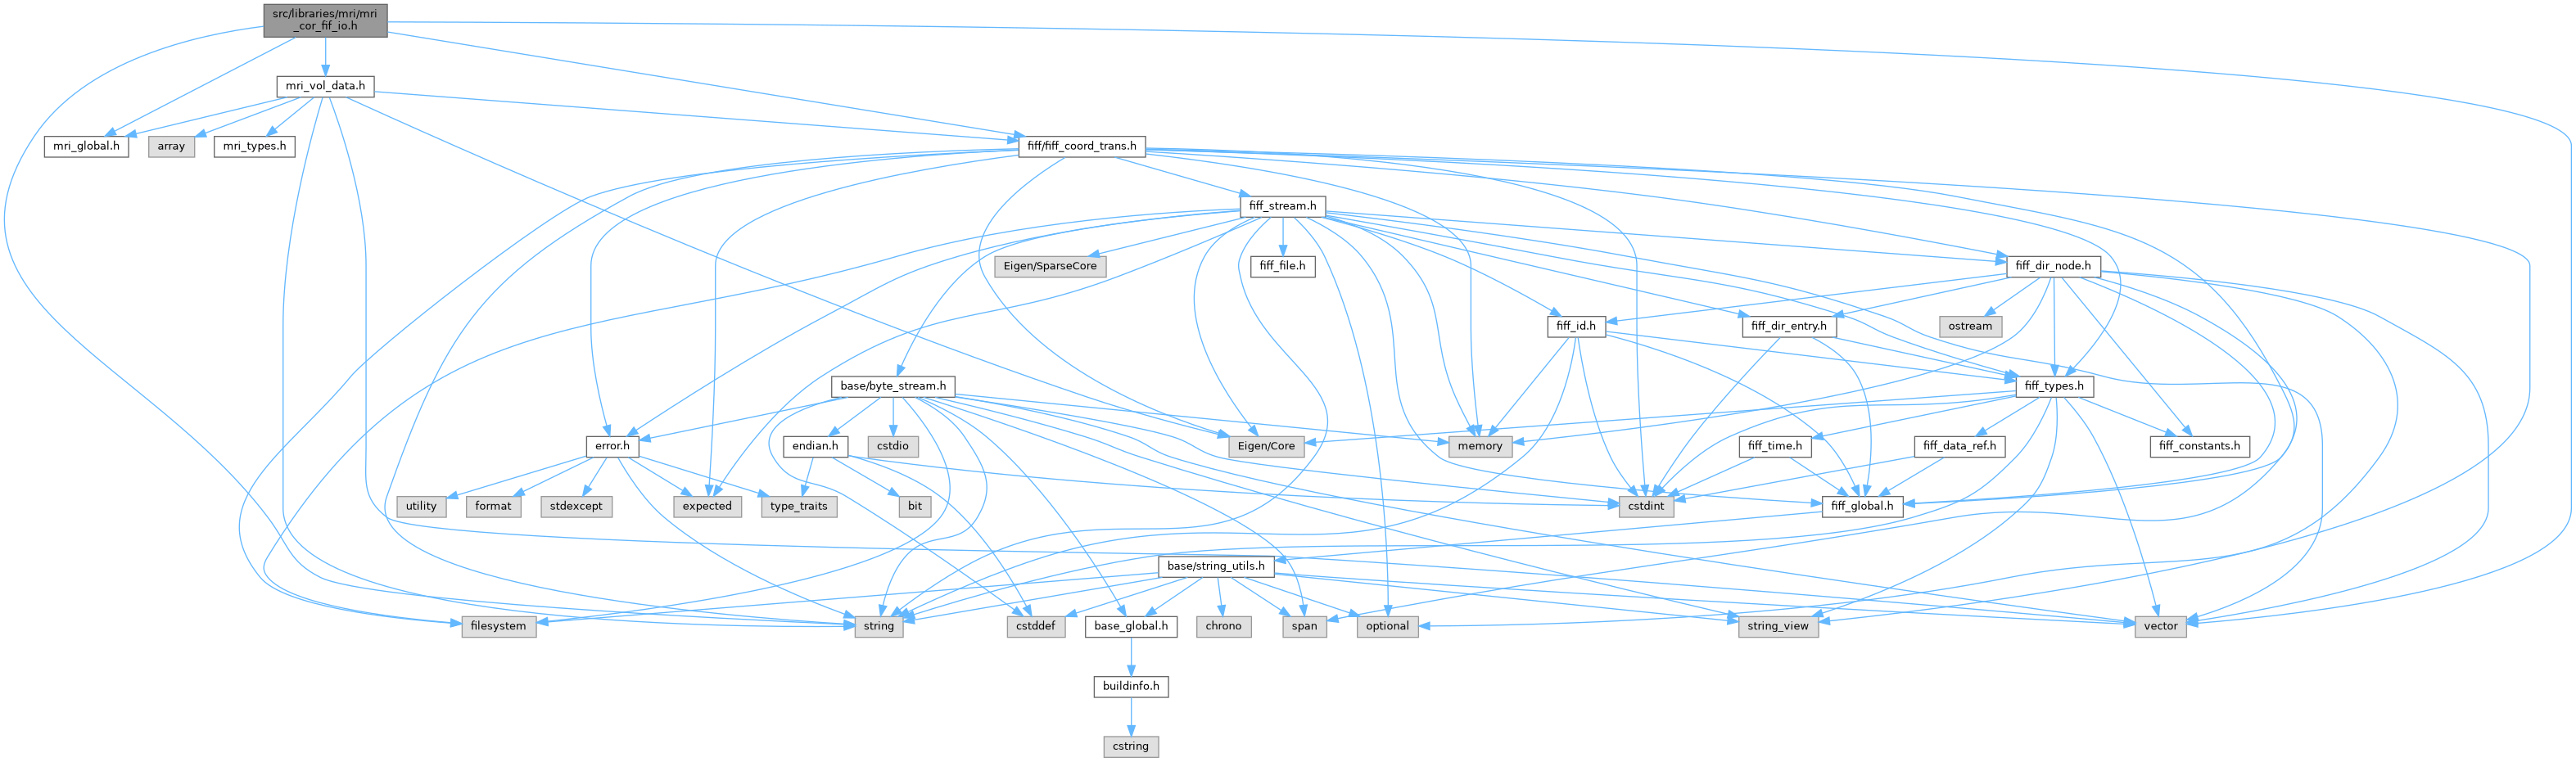 src/libraries/mri/mri
_cor_fif_io.h
mri_vol_data.h
mri_global.h
array
mri_types.h
fiff/fiff_coord_trans.h
fiff_stream.h
Eigen/SparseCore
fiff_file.h
fiff_dir_node.h
fiff_id.h
fiff_dir_entry.h
ostream
base/byte_stream.h
fiff_types.h
error.h
endian.h
cstdio
Eigen/Core
memory
fiff_time.h
fiff_data_ref.h
fiff_constants.h
utility
format
stdexcept
expected
type_traits
bit
cstdint
fiff_global.h
base/string_utils.h
filesystem
string
cstddef
base_global.h
chrono
span
optional
string_view
vector
buildinfo.h
cstring